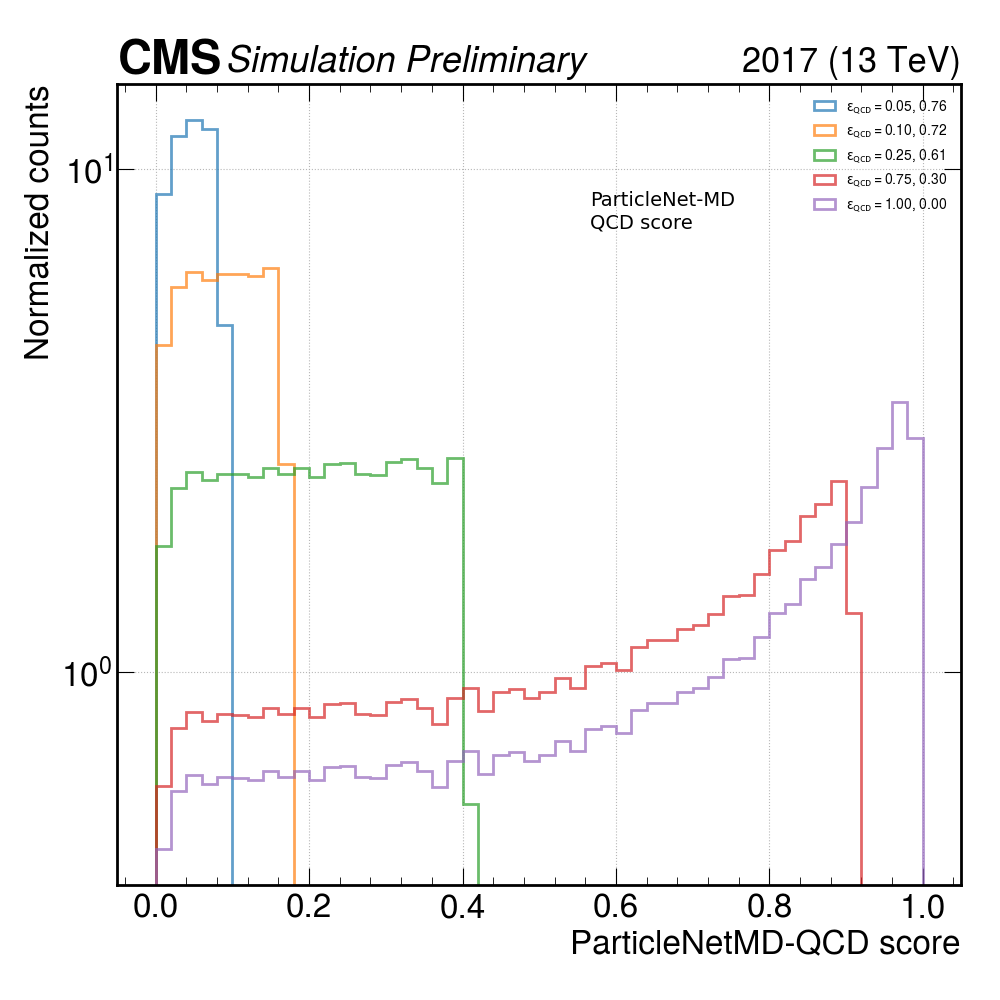 CMS Simulation Preliminary 2017 (13 TeV)
Normalized counts
10¹
10⁰
ε_QCD = 0.05, 0.76
ε_QCD = 0.10, 0.72
ε_QCD = 0.25, 0.61
ε_QCD = 0.75, 0.30
ε_QCD = 1.00, 0.00
ParticleNet-MD
QCD score
0.0 0.2 0.4 0.6 0.8 1.0
ParticleNetMD-QCD score